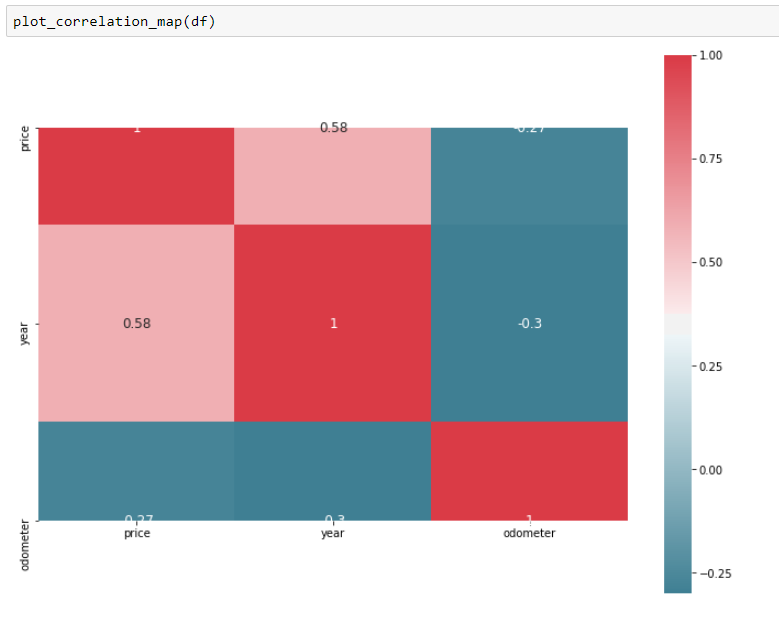 plot_correlation_map(df)
1.00
price
1
0.58
-0.27
0.75
0.50
year
0.58
1
-0.3
0.25
0.00
odometer
-0.27
-0.3
1
price
year
odometer
−0.25